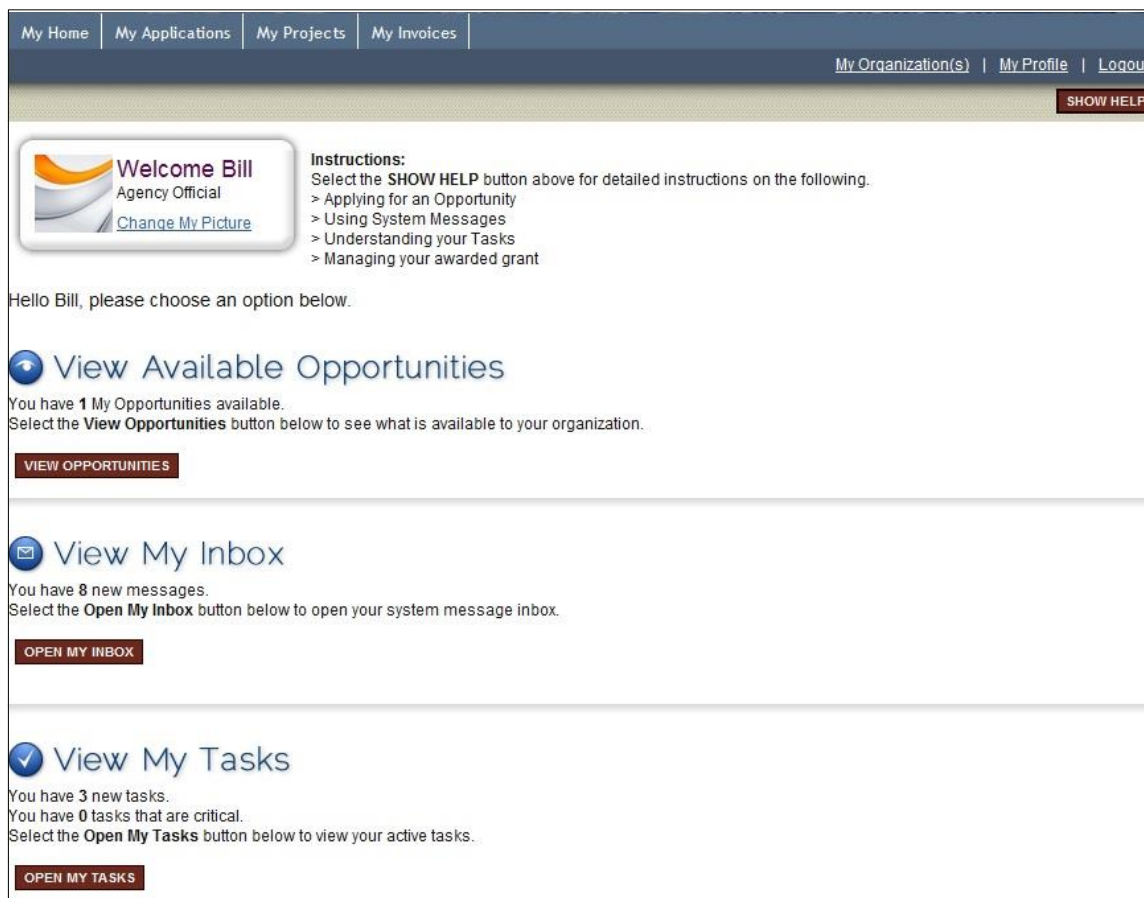 My Home My Applications My Projects My Invoices
My Organization(s) | My Profile | Logou
SHOW HELP
Welcome Bill
Agency Official
Change My Picture
Instructions:
Select the SHOW HELP button above for detailed instructions on the following.
> Applying for an Opportunity
> Using System Messages
> Understanding your Tasks
> Managing your awarded grant
Hello Bill, please choose an option below.
View Available Opportunities
You have 1 My Opportunities available.
Select the View Opportunities button below to see what is available to your organization.
VIEW OPPORTUNITIES
View My Inbox
You have 8 new messages.
Select the Open My Inbox button below to open your system message inbox.
OPEN MY INBOX
View My Tasks
You have 3 new tasks.
You have 0 tasks that are critical.
Select the Open My Tasks button below to view your active tasks.
OPEN MY TASKS